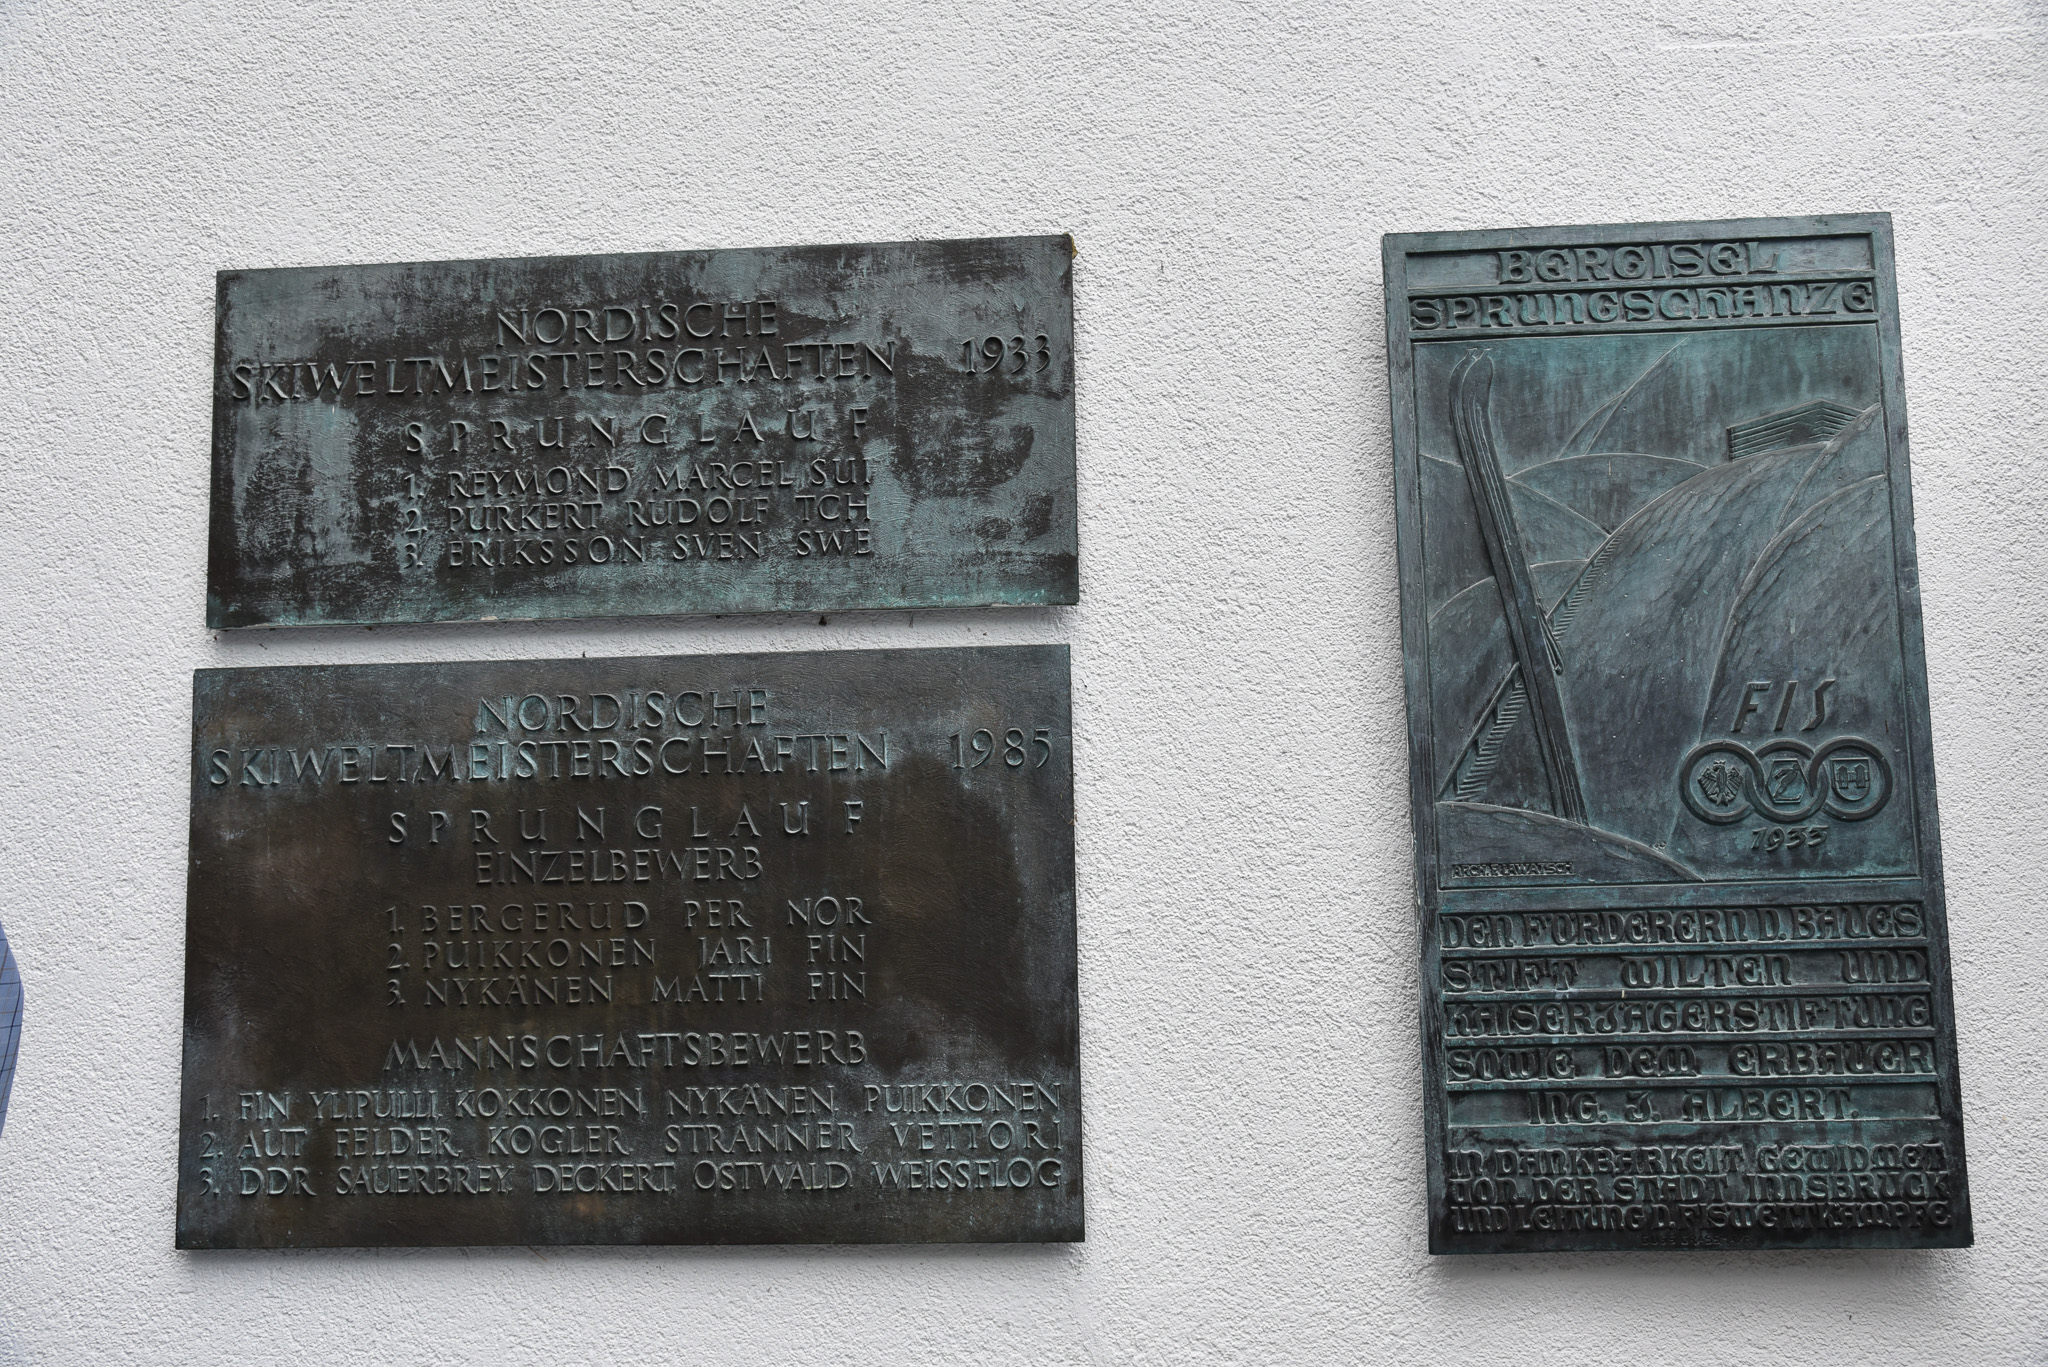 NORDISCHE
SKIWELTMEISTERSCHAFTEN 1933
SPRUNGLAUF
1. REYMOND MARCEL SUI
2. PURKERT RUDOLF TCH
3. ERIKSSON SVEN SWE
NORDISCHE
SKIWELTMEISTERSCHAFTEN 1985
SPRUNGLAUF
EINZELBEWERB
1. BERGERUD PER NOR
2. PUIKKONEN JARI FIN
3. NYKÄNEN MATTI FIN
MANNSCHAFTSBEWERB
1. FIN YLIPULLI, KOKKONEN, NYKÄNEN, PUIKKONEN
2. AUT FELDER, KOGLER, STRANNER, VETTORI
3. DDR SAUERBREY, DECKERT, OSTWALD, WEISSFLOG
BERGISEL
SPRUNGSCHANZE
FIS
1933
DEN FÖRDERERN D. BAUES
STIFT WILTEN UND
KAISERJÄGERSTIFTUNG
SOWIE DEM ERBAUER
ING. J. ALBERT.
IN DANKBARKEIT GEWIDMET
VON DER STADT INNSBRUCK
UND LEITUNG D. FISWETTKÄMPFE